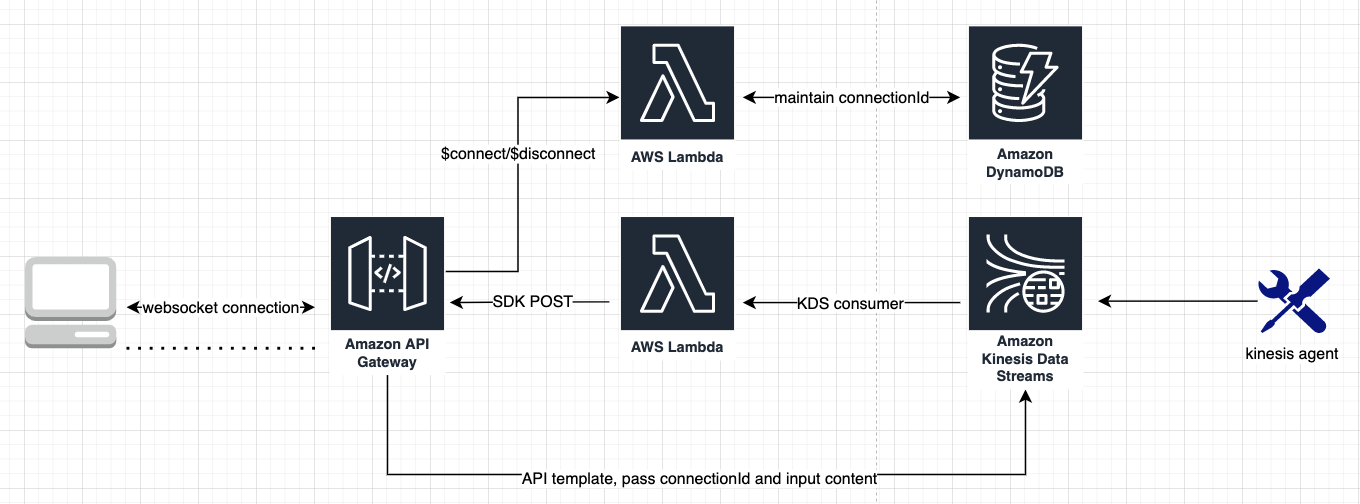 maintain connectionId
AWS Lambda
Amazon
DynamoDB
$connect/$disconnect
</>
websocket connection
SDK POST
KDS consumer
Amazon API
Gateway
AWS Lambda
Amazon
Kinesis Data
Streams
kinesis agent
API template, pass connectionId and input content